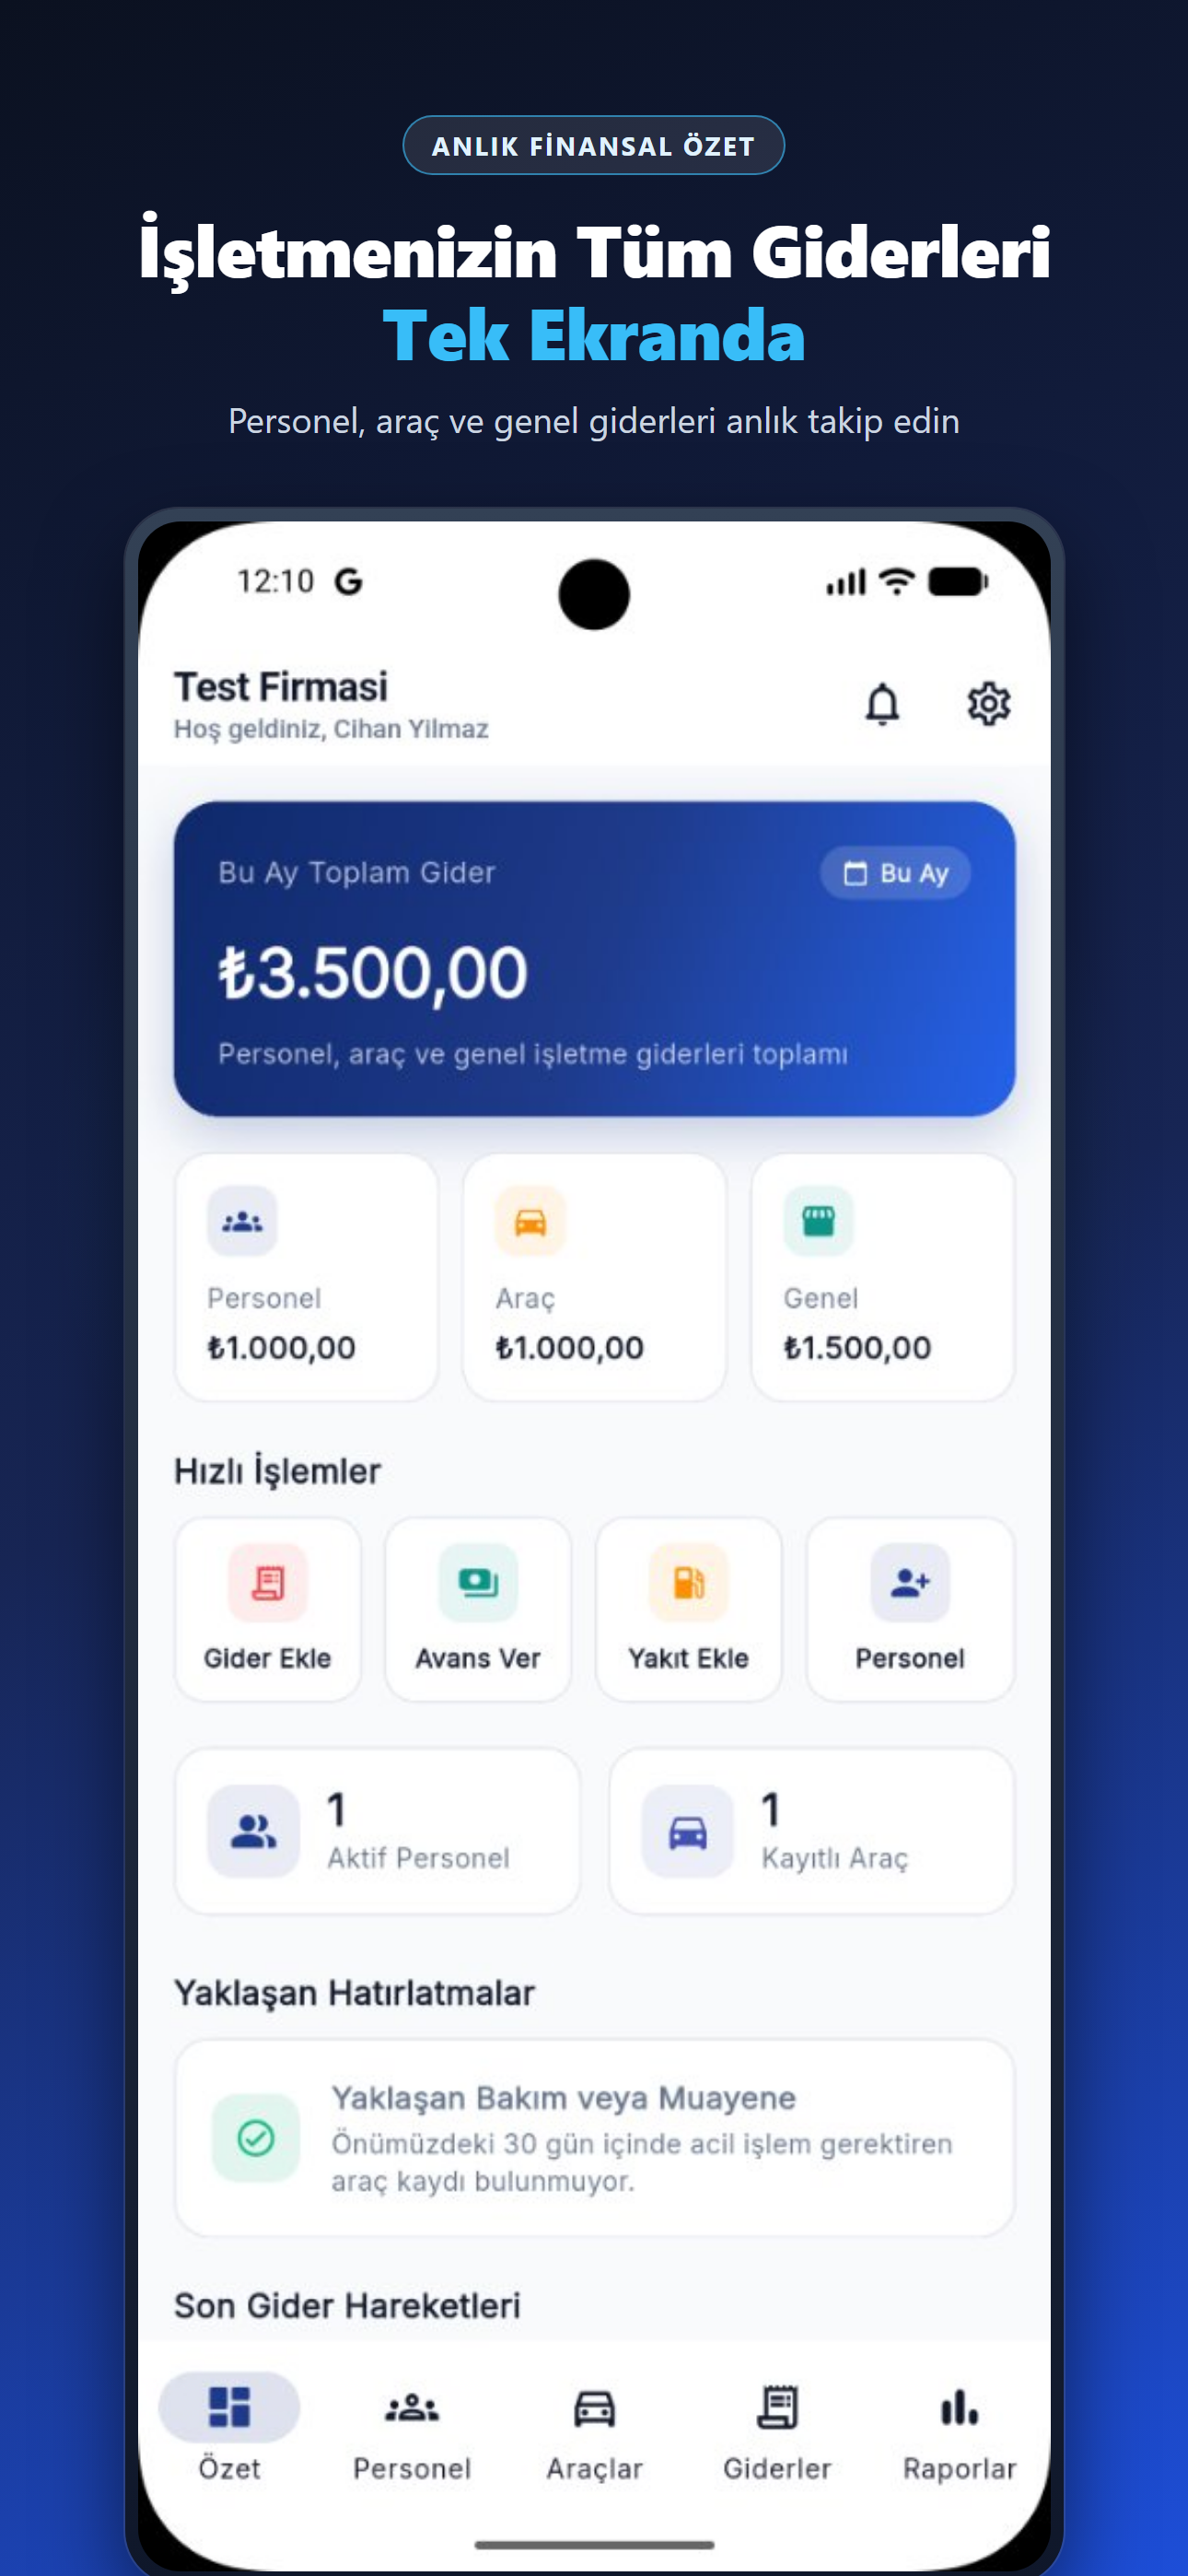 ANLIK FİNANSAL ÖZET
İşletmenizin Tüm Giderleri
Tek Ekranda
Personel, araç ve genel giderleri anlık takip edin
12:10 G
Test Firmasi
Hoş geldiniz, Cihan Yilmaz
Bu Ay Toplam Gider
Bu Ay
₺3.500,00
Personel, araç ve genel işletme giderleri toplamı
Personel
₺1.000,00
Araç
₺1.000,00
Genel
₺1.500,00
Hızlı İşlemler
Gider Ekle
Avans Ver
Yakıt Ekle
Personel
1
Aktif Personel
1
Kayıtlı Araç
Yaklaşan Hatırlatmalar
Yaklaşan Bakım veya Muayene
Önümüzdeki 30 gün içinde acil işlem gerektiren
araç kaydı bulunmuyor.
Son Gider Hareketleri
Özet
Personel
Araçlar
Giderler
Raporlar